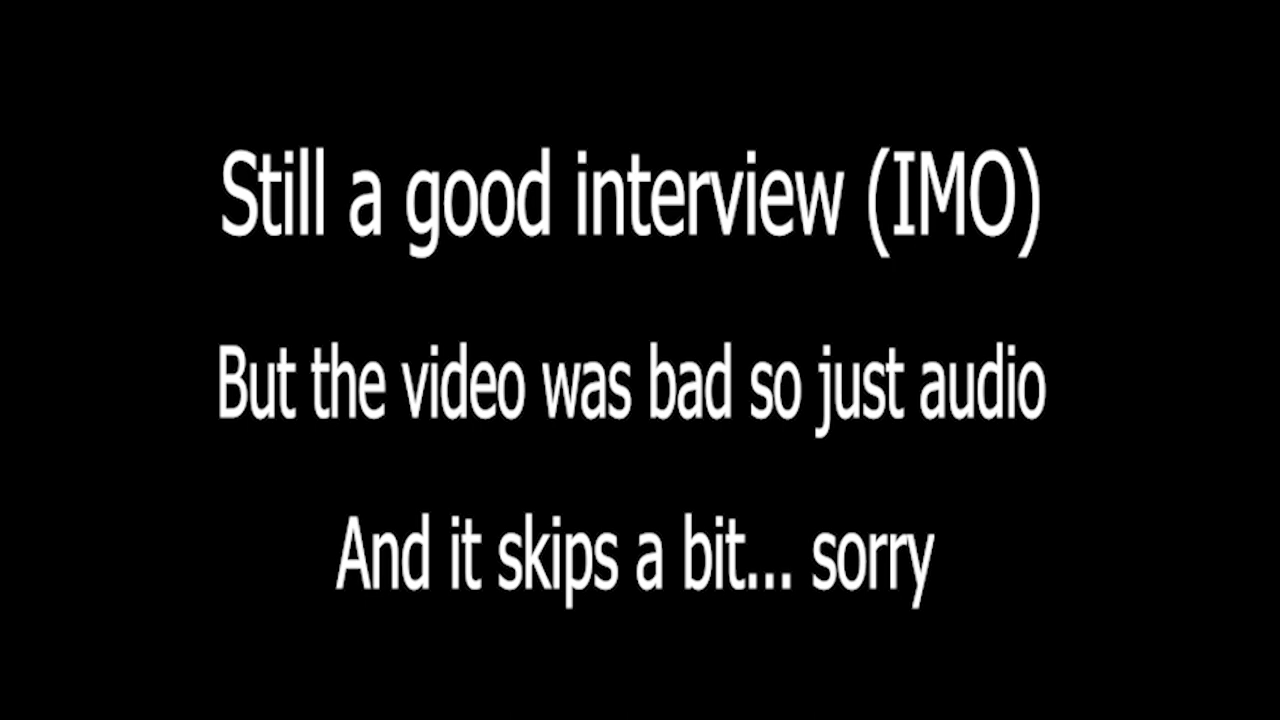 Still a good interview (IMO)
But the video was bad so just audio
And it skips a bit... sorry